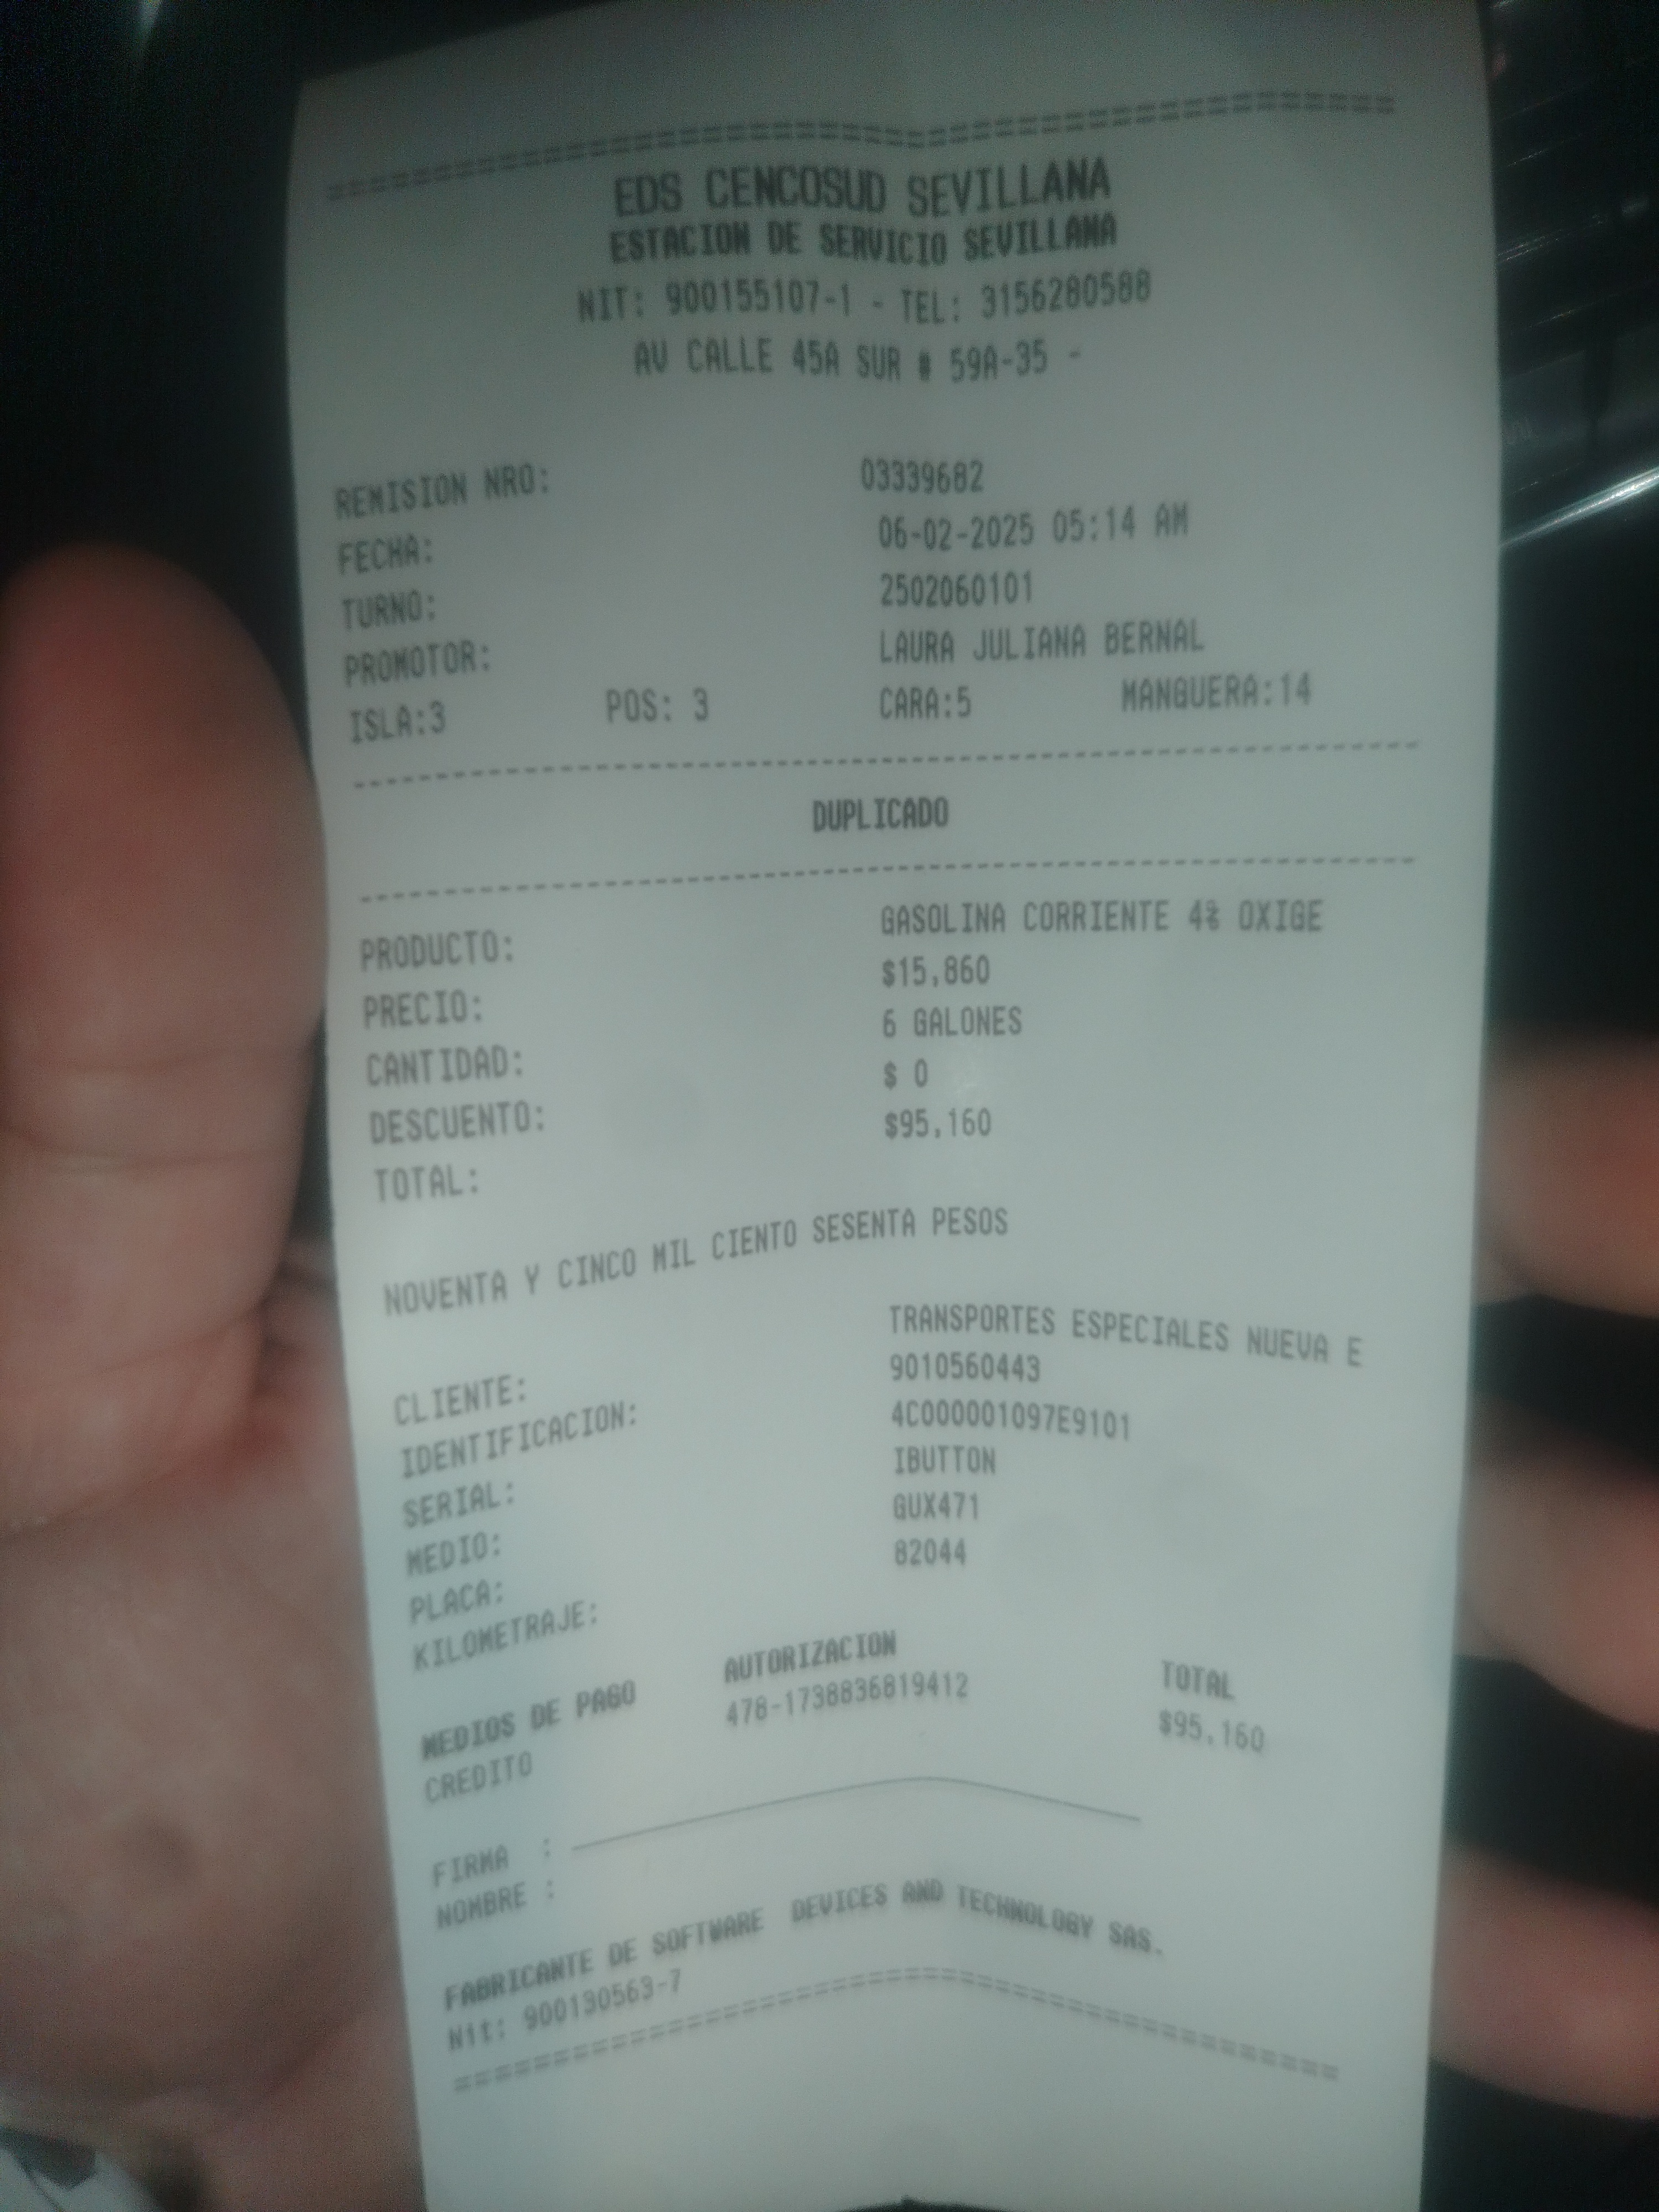 ================================================
EDS CENCOSUD SEVILLANA
ESTACION DE SERVICIO SEVILLANA
NIT: 900155107-1 - TEL: 3156280588
AV CALLE 45A SUR # 59A-35 -
REMISION NRO: 03339682
FECHA: 06-02-2025 05:14 AM
TURNO: 2502060101
PROMOTOR: LAURA JULIANA BERNAL
ISLA:3 POS: 3 CARA:5 MANGUERA:14
------------------------------------------------
DUPLICADO
------------------------------------------------
PRODUCTO: GASOLINA CORRIENTE 4% OXIGE
PRECIO: $15,860
CANTIDAD: 6 GALONES
DESCUENTO: $ 0
TOTAL: $95,160
NOVENTA Y CINCO MIL CIENTO SESENTA PESOS
CLIENTE: TRANSPORTES ESPECIALES NUEVA E
IDENTIFICACION: 9010560443
SERIAL: 4C000001097E9101
MEDIO: IBUTTON
PLACA: GUX471
KILOMETRAJE: 82044
MEDIOS DE PAGO AUTORIZACION TOTAL
CREDITO 478-1738836819412 $95,160
FIRMA :
NOMBRE :
FABRICANTE DE SOFTWARE DEVICES AND TECHNOLOGY SAS.
Nit: 900130563-7
================================================